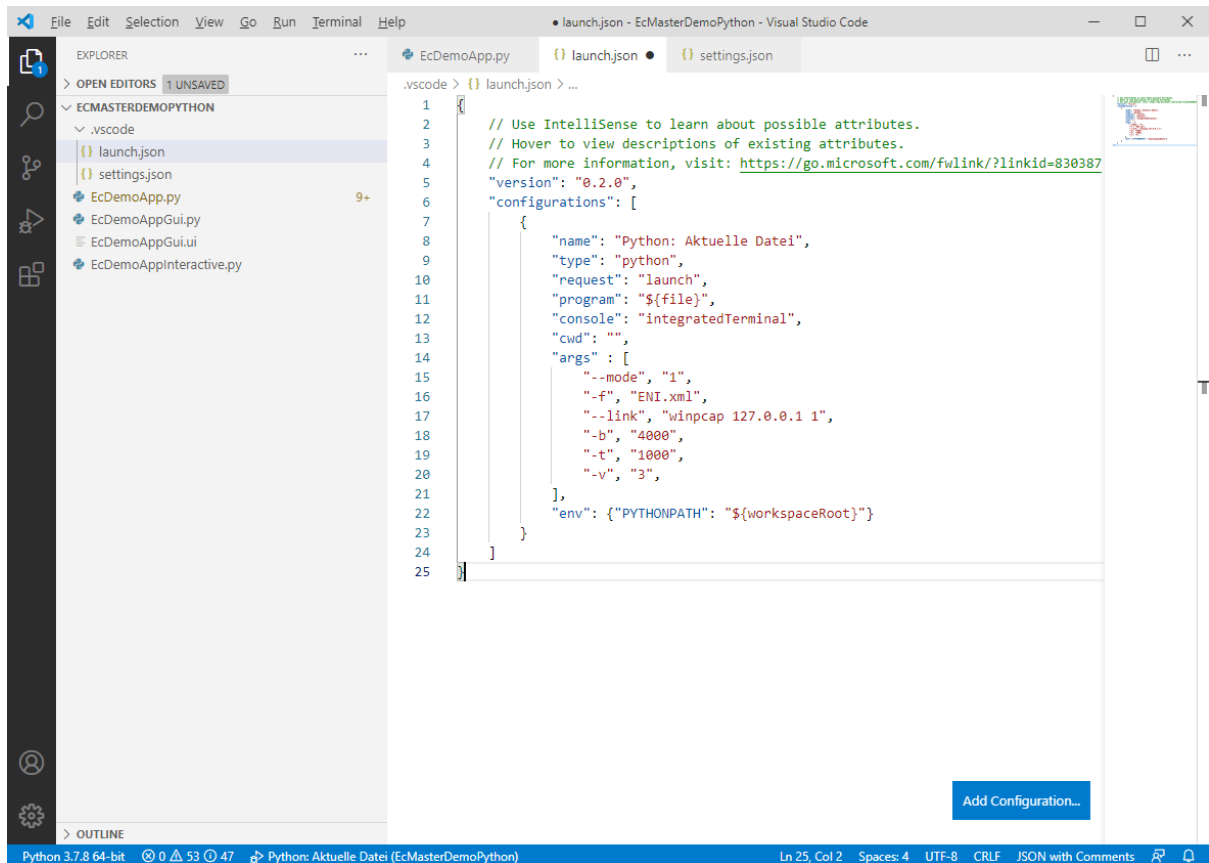 File Edit Selection View Go Run Terminal Help
● launch.json - EcMasterDemoPython - Visual Studio Code
EXPLORER
OPEN EDITORS 1 UNSAVED
ECMASTERDEMOPYTHON
.vscode
{} launch.json
{} settings.json
EcDemoApp.py 9+
EcDemoAppGui.py
EcDemoAppGui.ui
EcDemoAppInteractive.py
OUTLINE
1
EcDemoApp.py {} launch.json ● {} settings.json
.vscode > {} launch.json > ...
1 {
2 // Use IntelliSense to learn about possible attributes.
3 // Hover to view descriptions of existing attributes.
4 // For more information, visit: https://go.microsoft.com/fwlink/?linkid=830387
5 "version": "0.2.0",
6 "configurations": [
7 {
8 "name": "Python: Aktuelle Datei",
9 "type": "python",
10 "request": "launch",
11 "program": "${file}",
12 "console": "integratedTerminal",
13 "cwd": "",
14 "args" : [
15 "--mode", "1",
16 "-f", "ENI.xml",
17 "--link", "winpcap 127.0.0.1 1",
18 "-b", "4000",
19 "-t", "1000",
20 "-v", "3",
21 ],
22 "env": {"PYTHONPATH": "${workspaceRoot}"}
23 }
24 ]
25 }
Add Configuration...
Python 3.7.8 64-bit 0 53 47 Python: Aktuelle Datei (EcMasterDemoPython) Ln 25, Col 2 Spaces: 4 UTF-8 CRLF JSON with Comments